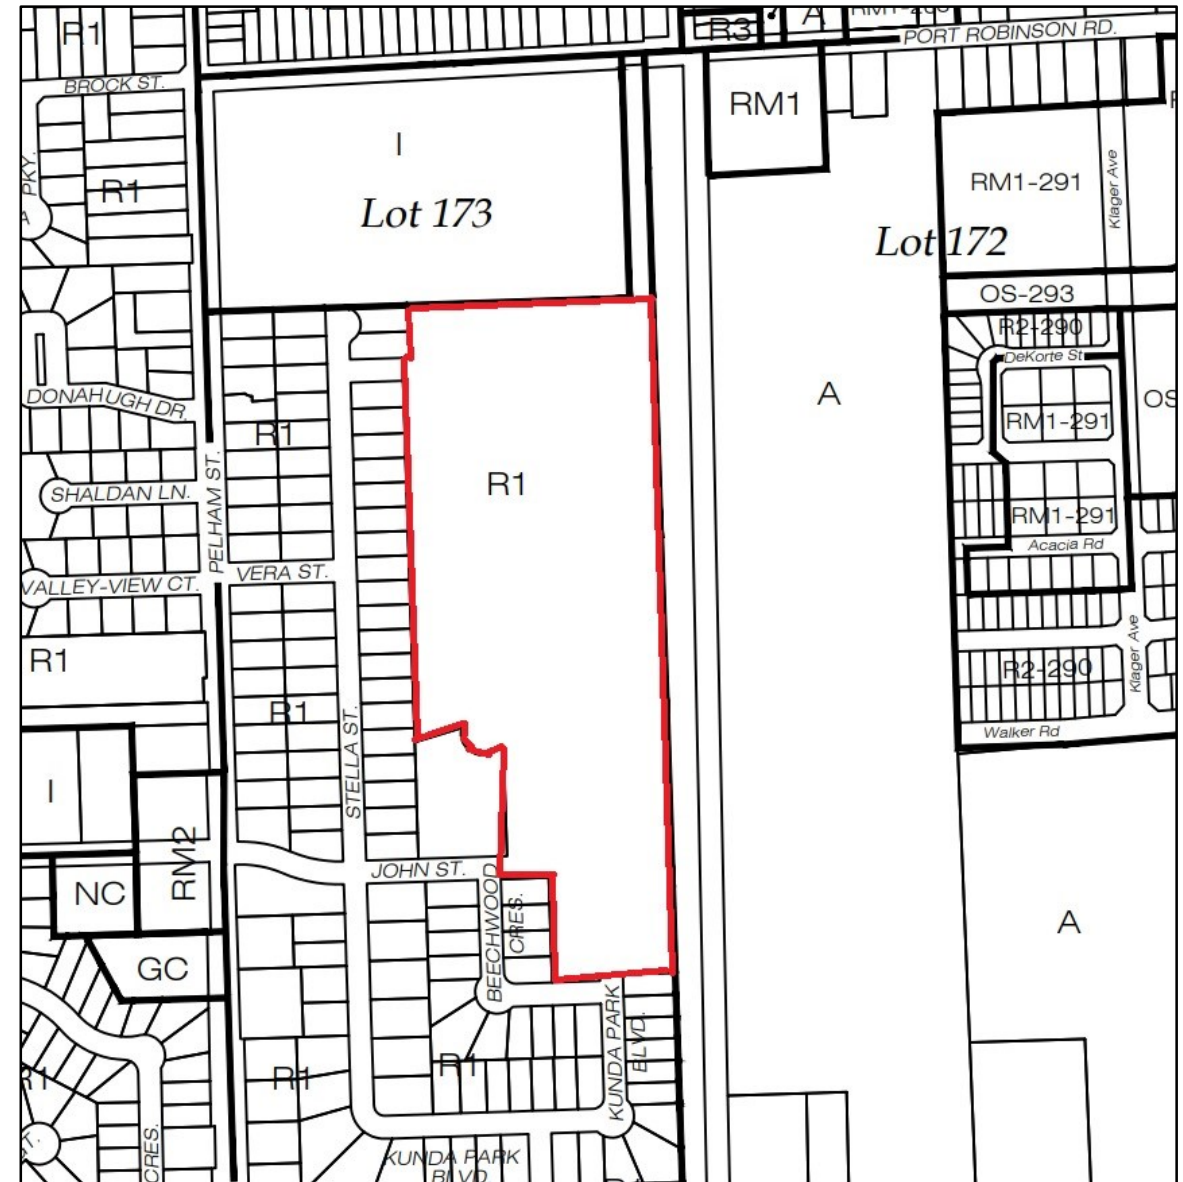 R1
R3
A
PORT ROBINSON RD.
BROCK ST.
RM1
I
PKY.
R1
RM1-291
Klager Ave
Lot 173
Lot 172
OS-293
R2-290
DeKorte St
DONAHUGH DR.
A
OS
RM1-291
R1
R1
SHALDAN LN.
PELHAM ST.
RM1-291
Acacia Rd
VALLEY-VIEW CT.
VERA ST.
R1
R2-290
Klager Ave
R1
STELLA ST.
Walker Rd
I
RM2
NC
JOHN ST.
BEECHWOOD
CRES.
A
GC
KUNDA PARK
BLVD.
R1
R1
R1
CRES.
KUNDA PARK
BLVD